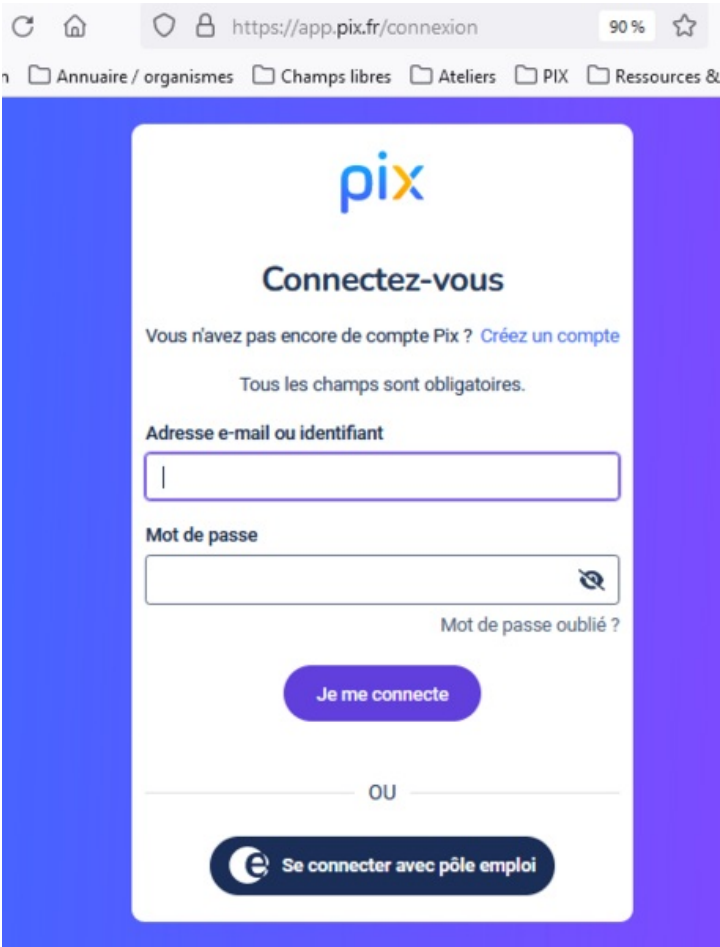 https://app.pix.fr/connexion 90 %
n Annuaire / organismes Champs libres Ateliers PIX Ressources &
pix
Connectez-vous
Vous n'avez pas encore de compte Pix ? Créez un compte
Tous les champs sont obligatoires.
Adresse e-mail ou identifiant
Mot de passe
Mot de passe oublié ?
Je me connecte
OU
e Se connecter avec pôle emploi